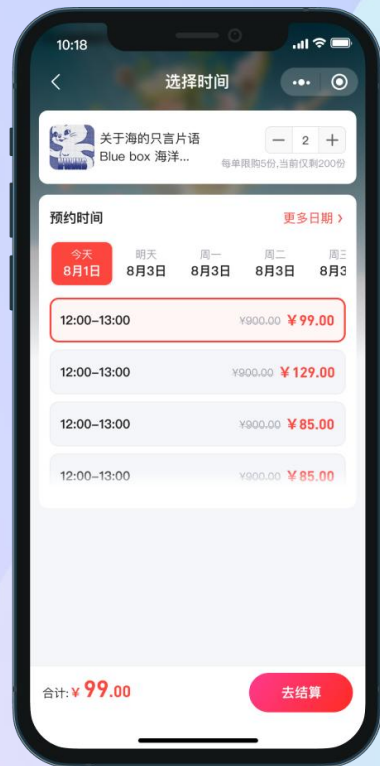 10:18
选择时间
关于海的只言片语
Blue box 海洋...
2
每单限购5份,当前仅剩200份
预约时间
更多日期
今天 明天 周一 周二 周三
8月1日 8月3日 8月3日 8月3日 8月3
12:00-13:00 ¥900.00 ¥99.00
12:00-13:00 ¥900.00 ¥129.00
12:00-13:00 ¥900.00 ¥85.00
12:00-13:00 ¥900.00 ¥85.00
合计:¥99.00
去结算